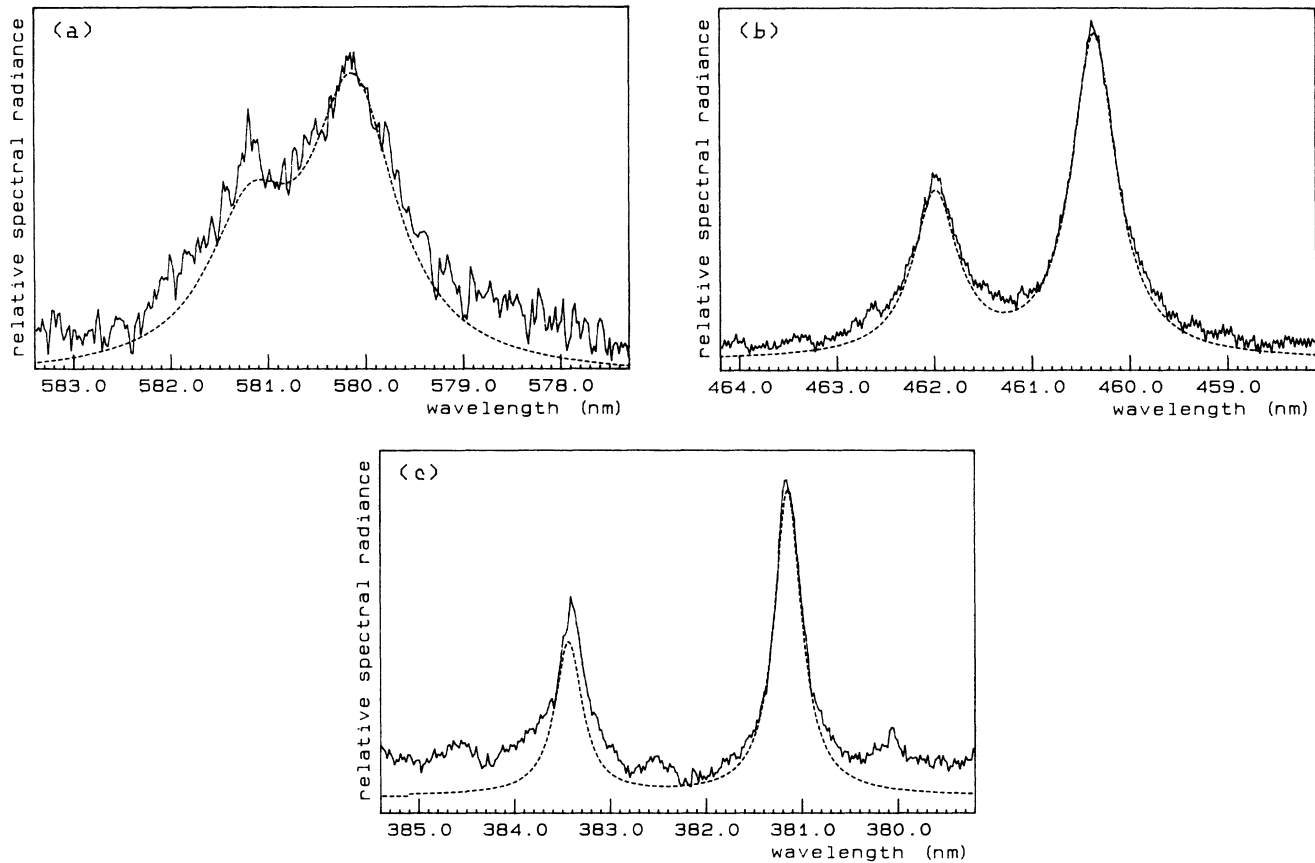 (a)
relative spectral radiance
583.0 582.0 581.0 580.0 579.0 578.0
wavelength (nm)
(b)
relative spectral radiance
464.0 463.0 462.0 461.0 460.0 459.0
wavelength (nm)
(c)
relative spectral radiance
385.0 384.0 383.0 382.0 381.0 380.0
wavelength (nm)